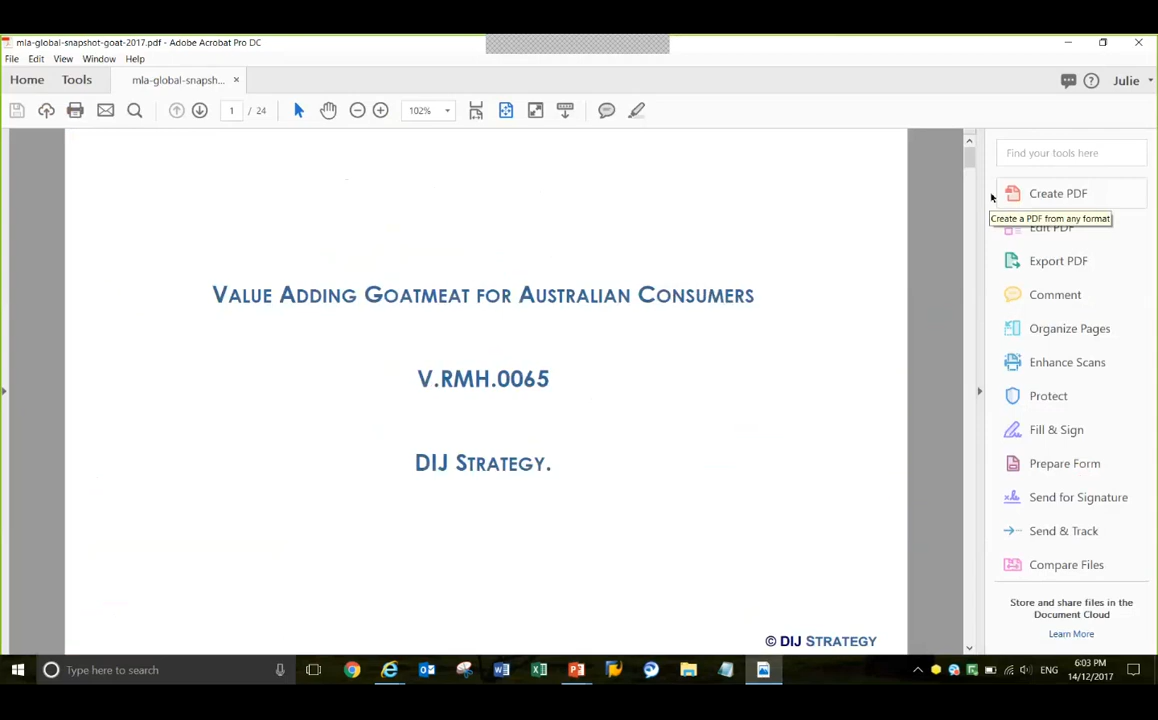 mla-global-snapshot-goat-2017.pdf - Adobe Acrobat Pro DC
File Edit View Window Help
Home Tools mla-global-snapsh... × Julie
1 / 24 102%
Find your tools here
Create PDF
Create a PDF from any format
Edit PDF
Export PDF
Comment
Organize Pages
Enhance Scans
Protect
Fill & Sign
Prepare Form
Send for Signature
Send & Track
Compare Files
Store and share files in the
Document Cloud
Learn More
VALUE ADDING GOATMEAT FOR AUSTRALIAN CONSUMERS
V.RMH.0065
DIJ STRATEGY.
© DIJ STRATEGY
Type here to search
ENG
6:03 PM
14/12/2017